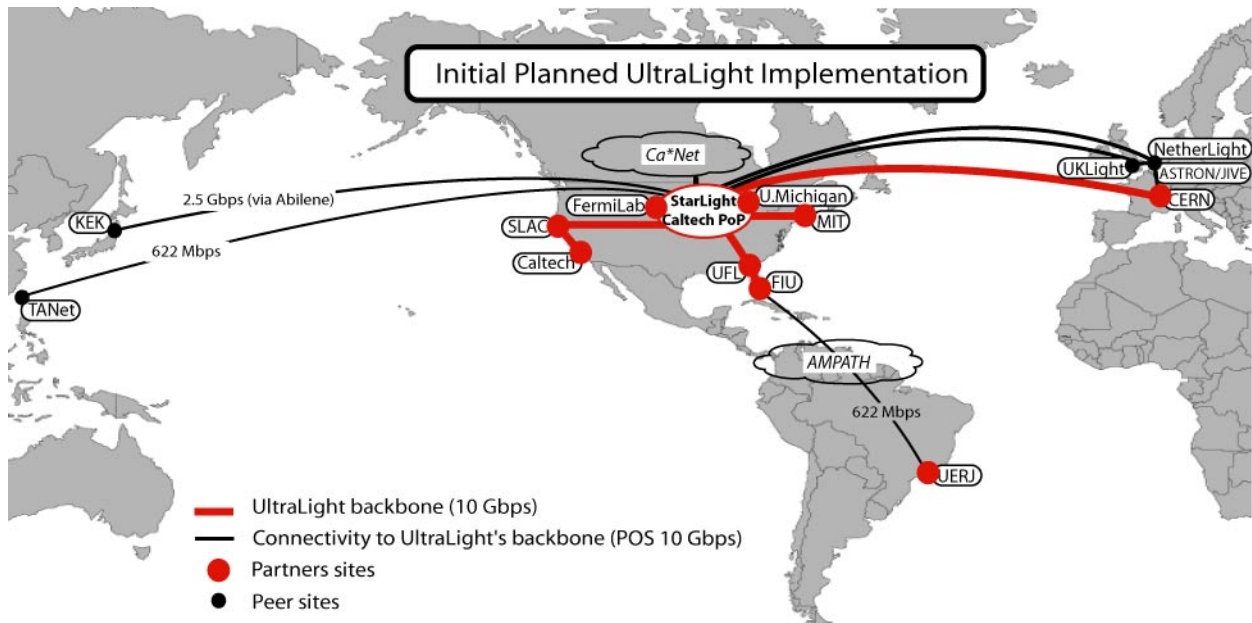 Initial Planned UltraLight Implementation
Ca*Net
NetherLight
UKLight
ASTRON/JIVE
2.5 Gbps (via Abilene)
FermiLab
StarLight
Caltech PoP
U.Michigan
CERN
KEK
SLAC
MIT
622 Mbps
Caltech
UFL
FIU
TANet
AMPATH
622 Mbps
UERJ
UltraLight backbone (10 Gbps)
Connectivity to UltraLight's backbone (POS 10 Gbps)
Partners sites
Peer sites